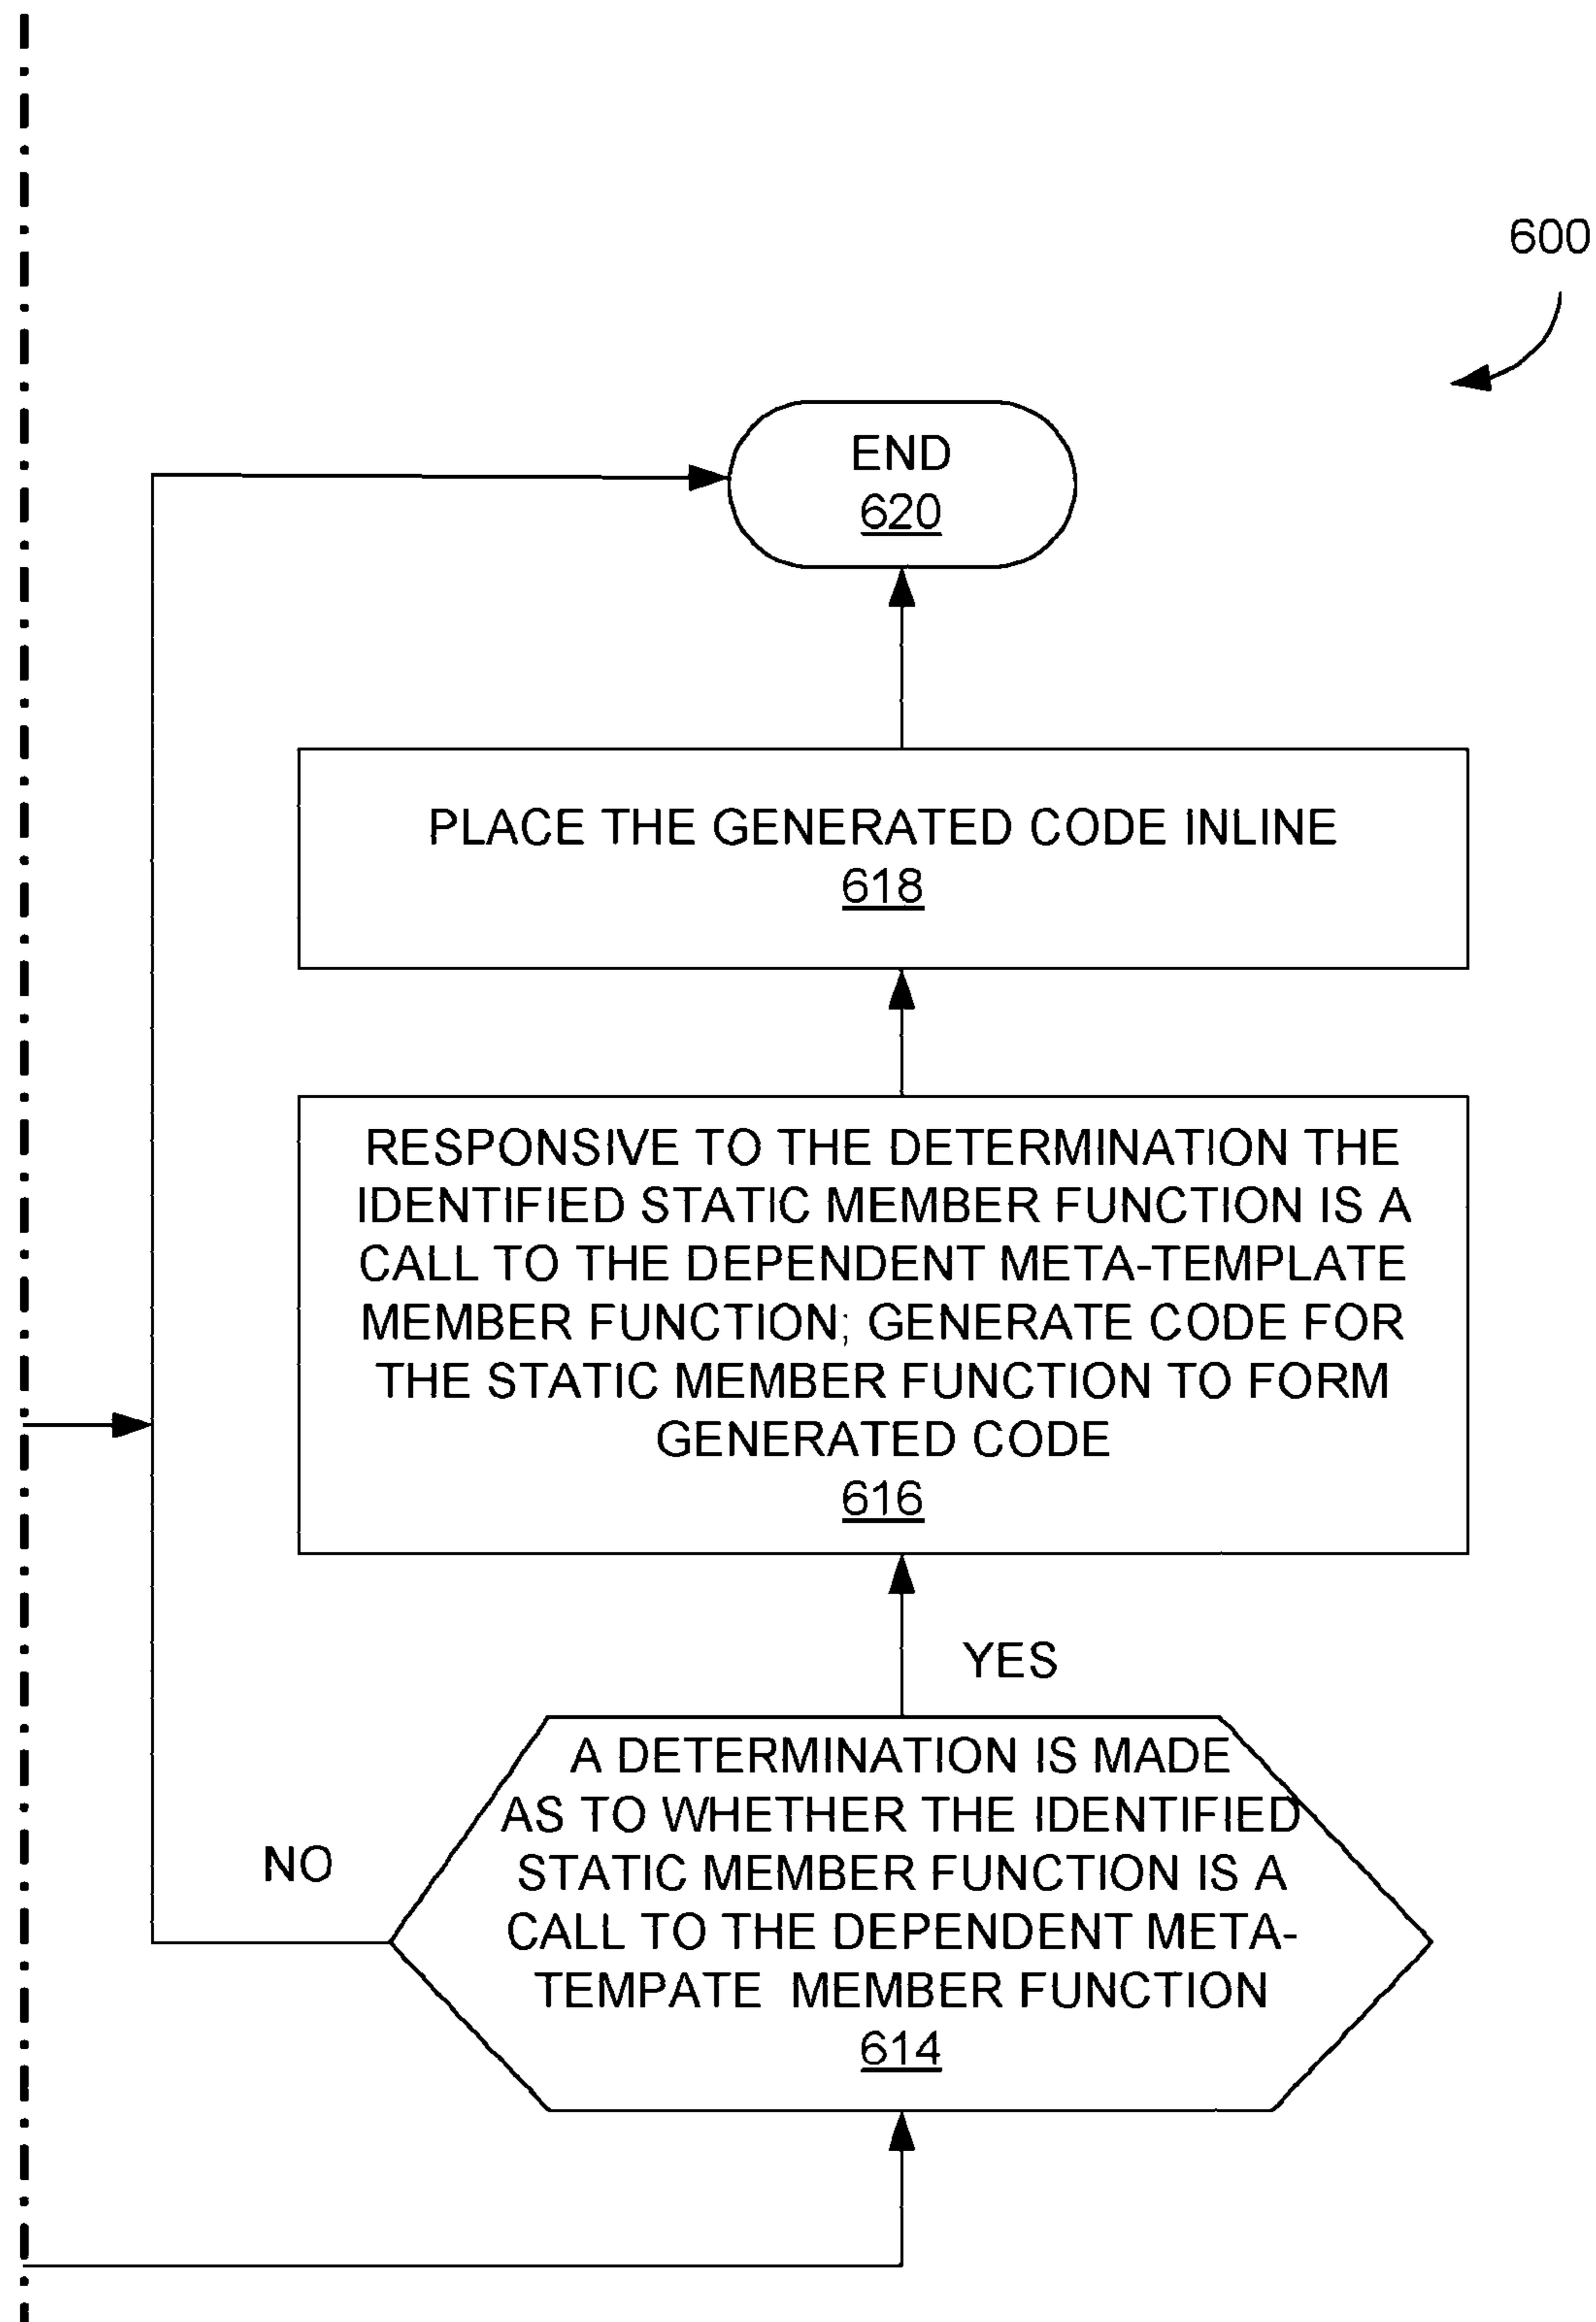 600
END
620
PLACE THE GENERATED CODE INLINE
618
RESPONSIVE TO THE DETERMINATION THE
IDENTIFIED STATIC MEMBER FUNCTION IS A
CALL TO THE DEPENDENT META-TEMPLATE
MEMBER FUNCTION; GENERATE CODE FOR
THE STATIC MEMBER FUNCTION TO FORM
GENERATED CODE
616
YES
A DETERMINATION IS MADE
AS TO WHETHER THE IDENTIFIED
STATIC MEMBER FUNCTION IS A
NO
CALL TO THE DEPENDENT META-
TEMPATE MEMBER FUNCTION
614